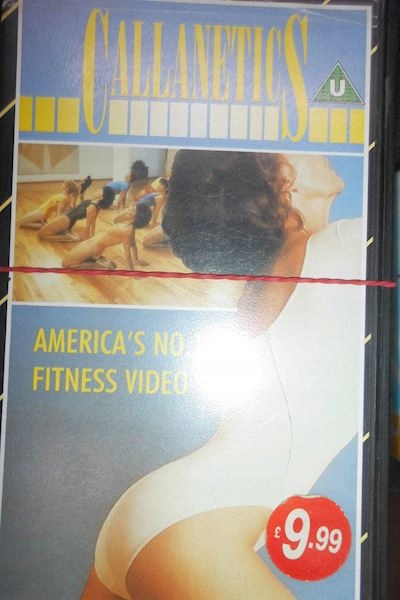 CALLANETICS
U
AMERICA'S NO
FITNESS VIDEO
£9.99